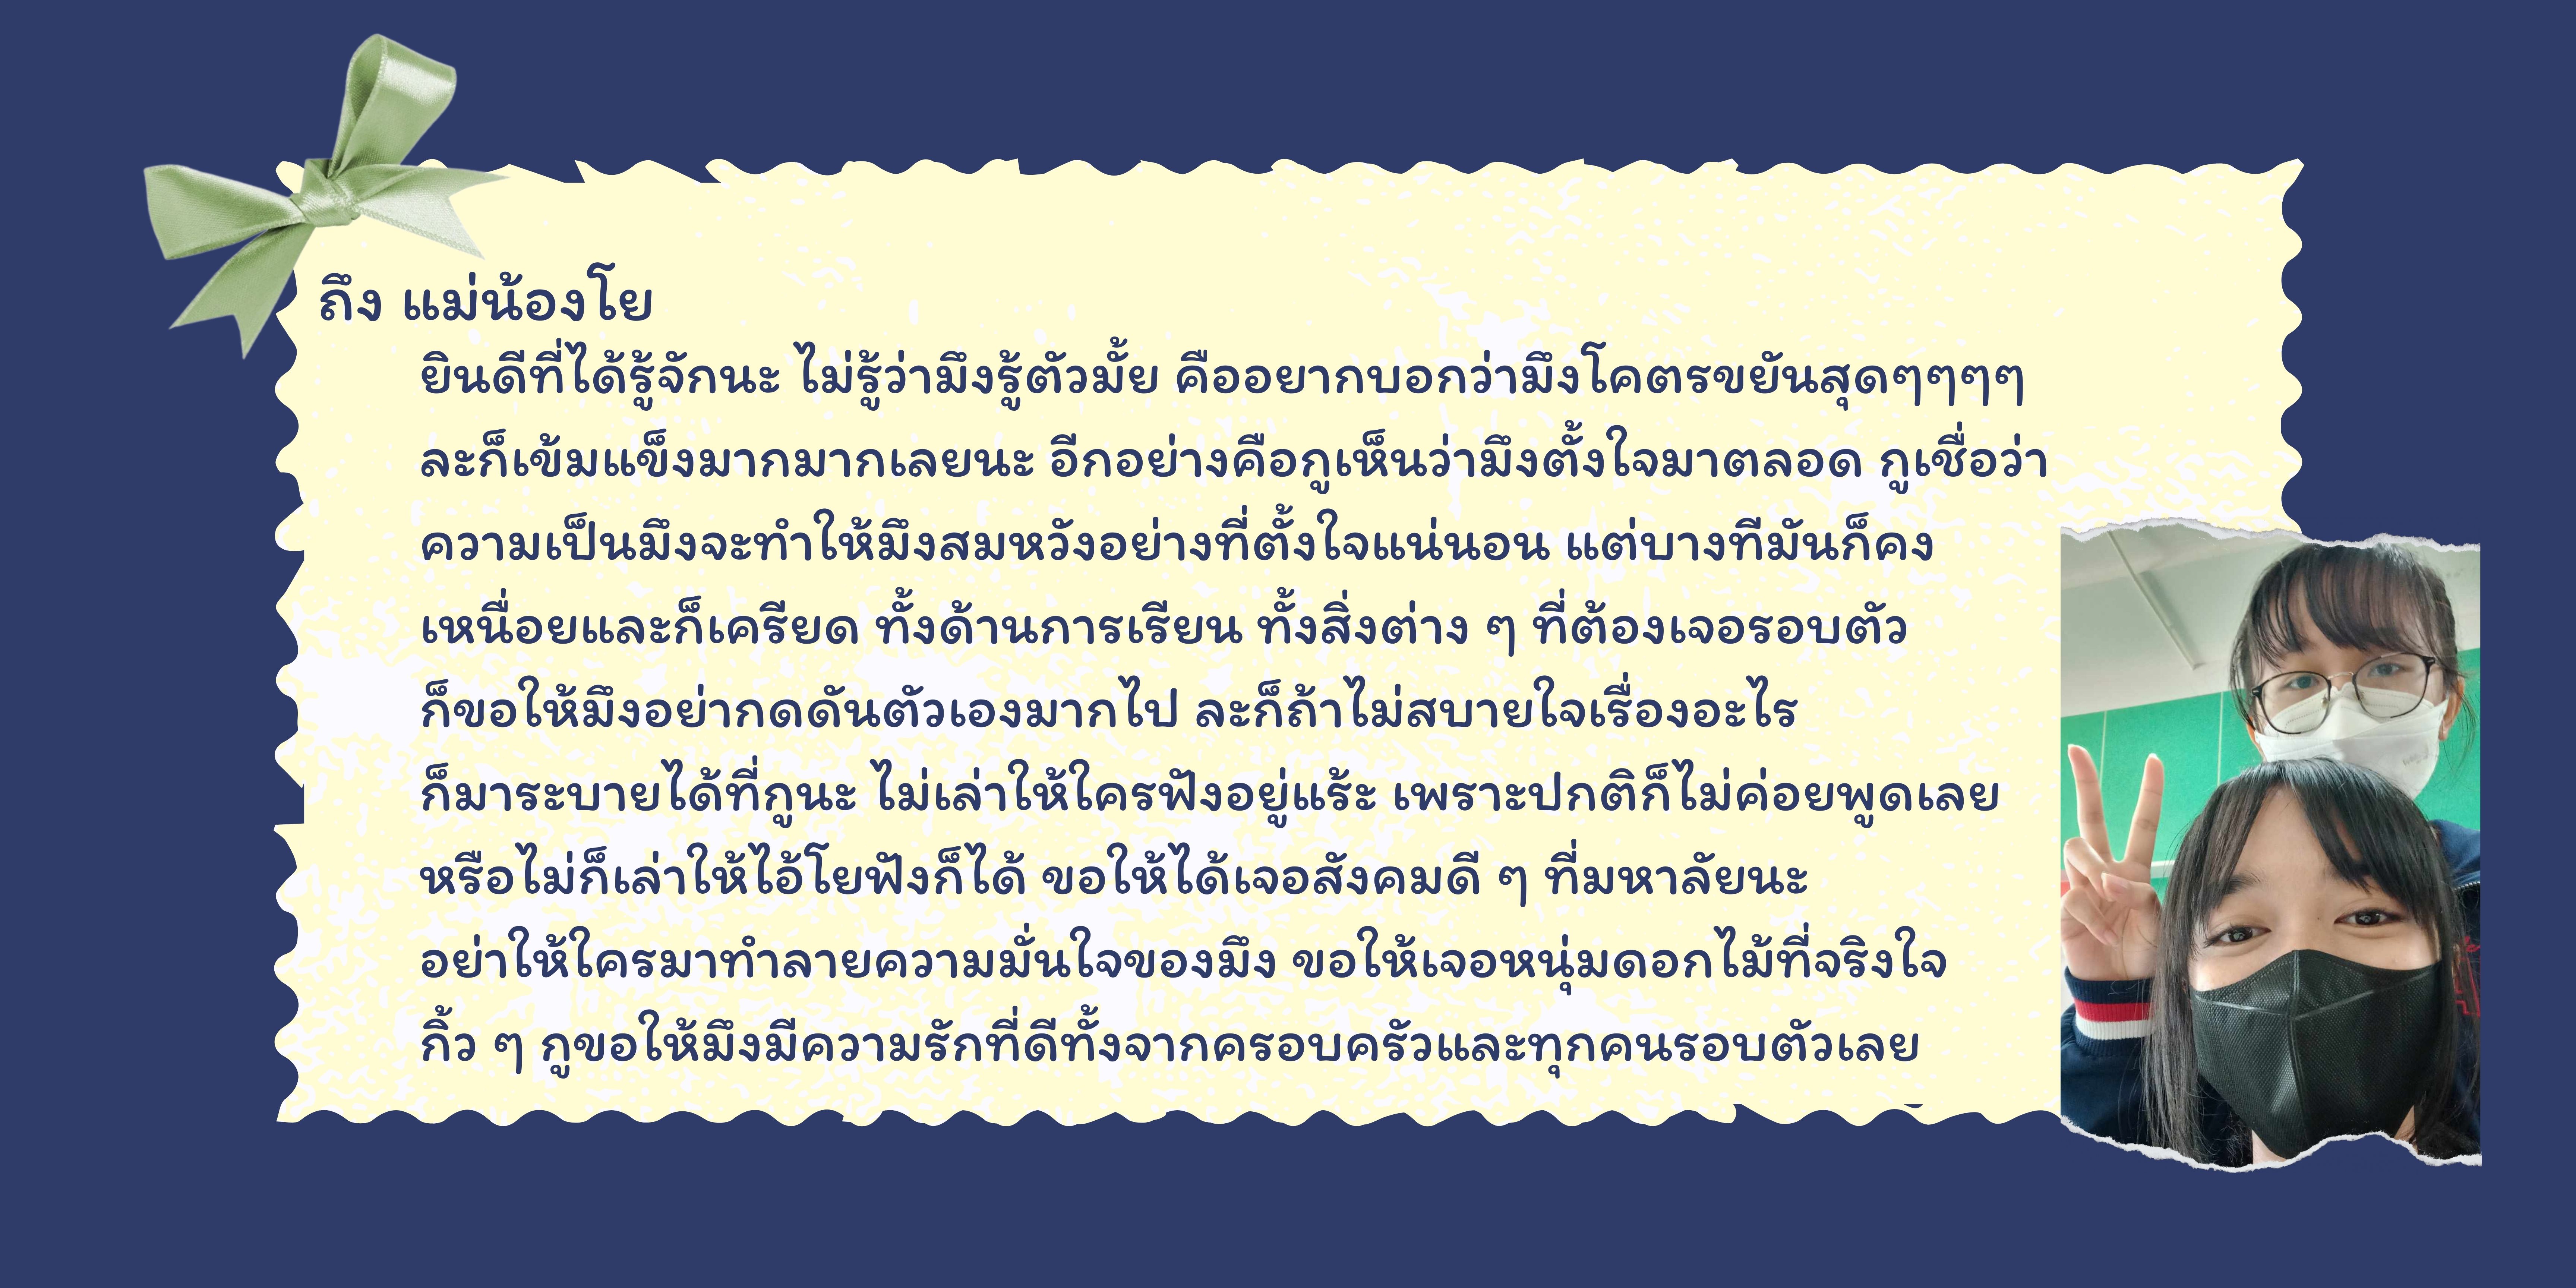 ถึง แม่น้องโย
ยินดีที่ได้รู้จักนะ ไม่รู้ว่ามึงรู้ตัวมั้ย คืออยากบอกว่ามึงโคตรขยันสุดๆๆๆๆ
ละก็เข้มแข็งมากมากเลยนะ อีกอย่างคือกูเห็นว่ามึงตั้งใจมาตลอด กูเชื่อว่า
ความเป็นมึงจะทำให้มึงสมหวังอย่างที่ตั้งใจแน่นอน แต่บางทีมันก็คง
เหนื่อยและก็เครียด ทั้งด้านการเรียน ทั้งสิ่งต่าง ๆ ที่ต้องเจอรอบตัว
ก็ขอให้มึงอย่ากดดันตัวเองมากไป ละก็ถ้าไม่สบายใจเรื่องอะไร
ก็มาระบายได้ที่กูนะ ไม่เล่าให้ใครฟังอยู่แร้ะ เพราะปกติก็ไม่ค่อยพูดเลย
หรือไม่ก็เล่าให้ไอ้โยฟังก็ได้ ขอให้ได้เจอสังคมดี ๆ ที่มหาลัยนะ
อย่าให้ใครมาทำลายความมั่นใจของมึง ขอให้เจอหนุ่มดอกไม้ที่จริงใจ
กิ้ว ๆ กูขอให้มึงมีความรักที่ดีทั้งจากครอบครัวและทุกคนรอบตัวเลย